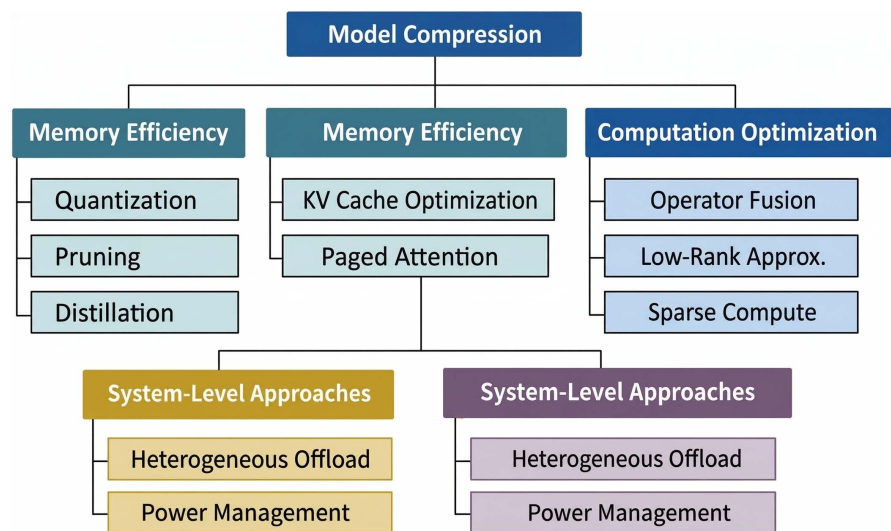 Model Compression
Memory Efficiency
Quantization
Pruning
Distillation
Memory Efficiency
KV Cache Optimization
Paged Attention
Computation Optimization
Operator Fusion
Low-Rank Approx.
Sparse Compute
System-Level Approaches
Heterogeneous Offload
Power Management
System-Level Approaches
Heterogeneous Offload
Power Management